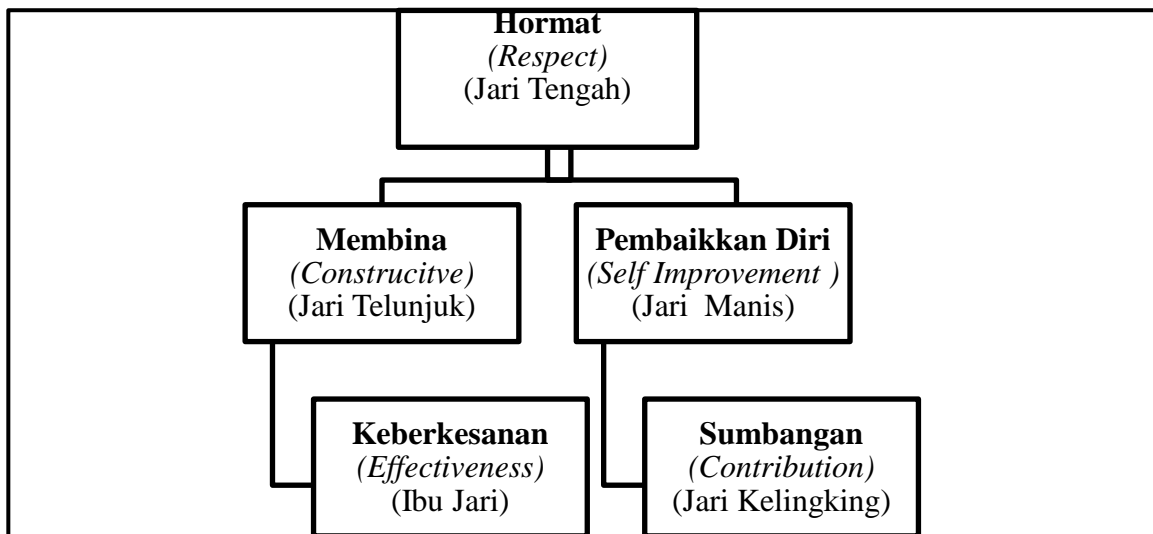 Hormat
(Respect)
(Jari Tengah)
Membina
(Construcitve)
(Jari Telunjuk)
Pembaikkan Diri
(Self Improvement )
(Jari  Manis)
Keberkesanan
(Effectiveness)
(Ibu Jari)
Sumbangan
(Contribution)
(Jari Kelingking)